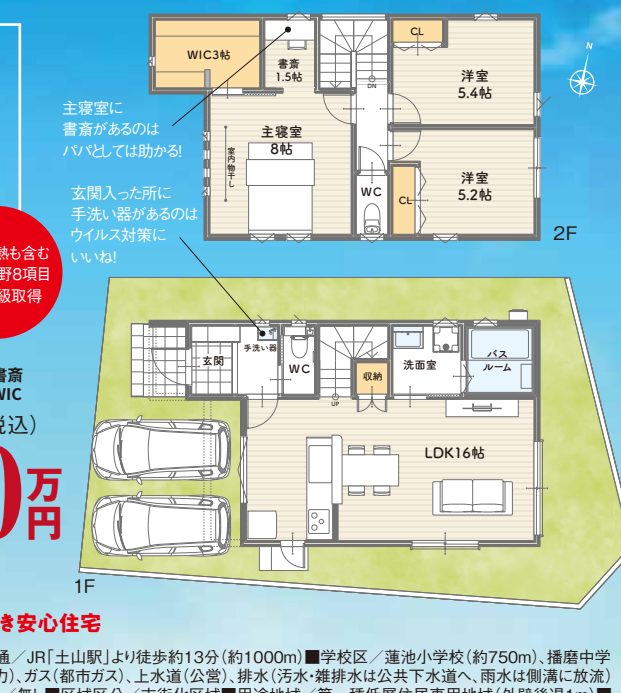 WIC3帖
書斎
1.5帖
CL
洋室
5.4帖
N
DN
主寝室に
書斎があるのは
パパとしては助かる!
主寝室
8帖
室内物干し
洋室
5.2帖
WC
CL
2F
玄関入った所に
手洗い器があるのは
ウイルス対策に
いいね!
熱も含む
野8項目
級取得
玄関
手洗い器
WC
UP
収納
洗面室
バス
ルーム
書斎
WIC
税込)
0万円
LDK16帖
1F
き安心住宅
通/JR「土山駅」より徒歩約13分(約1000m)■学校区/蓮池小学校(約750m)、播磨中学
力)、ガス(都市ガス)、上水道(公営)、排水(汚水・雑排水は公共下水道へ、雨水は側溝に放流)